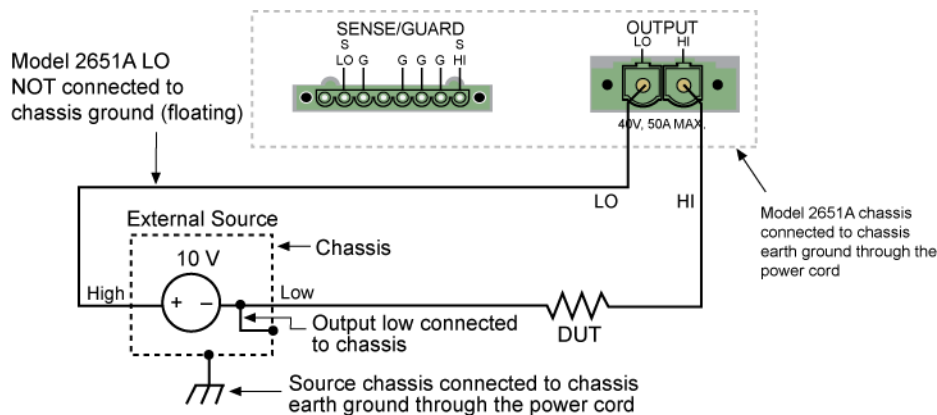 SENSE/GUARD
S S
LO G G G G HI
OUTPUT
LO HI
40V, 50A MAX.
Model 2651A LO
NOT connected to
chassis ground (floating)
LO HI
Model 2651A chassis
connected to chassis
earth ground through the
power cord
External Source
Chassis
10 V
High + – Low
Output low connected
to chassis
DUT
Source chassis connected to chassis
earth ground through the power cord